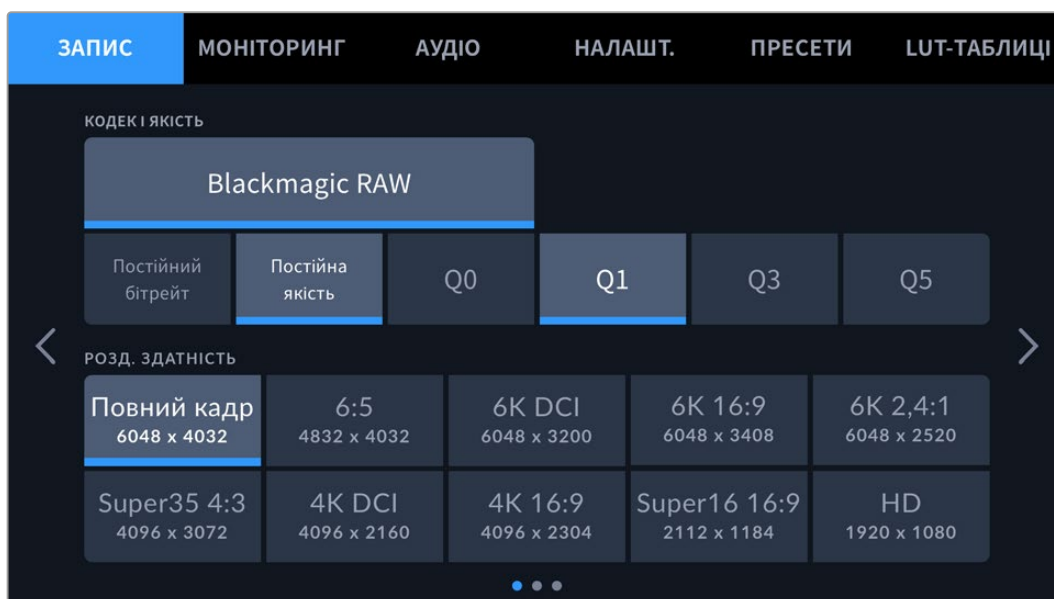 ЗАПИС МОНІТОРИНГ АУДІО НАЛАШТ. ПРЕСЕТИ LUT-ТАБЛИЦІ
КОДЕК І ЯКІСТЬ
Blackmagic RAW
Постійний бітрейт Постійна якість Q0 Q1 Q3 Q5
РОЗД. ЗДАТНІСТЬ
Повний кадр 6:5 6K DCI 6K 16:9 6K 2,4:1
6048 x 4032 4832 x 4032 6048 x 3200 6048 x 3408 6048 x 2520
Super35 4:3 4K DCI 4K 16:9 Super16 16:9 HD
4096 x 3072 4096 x 2160 4096 x 2304 2112 x 1184 1920 x 1080